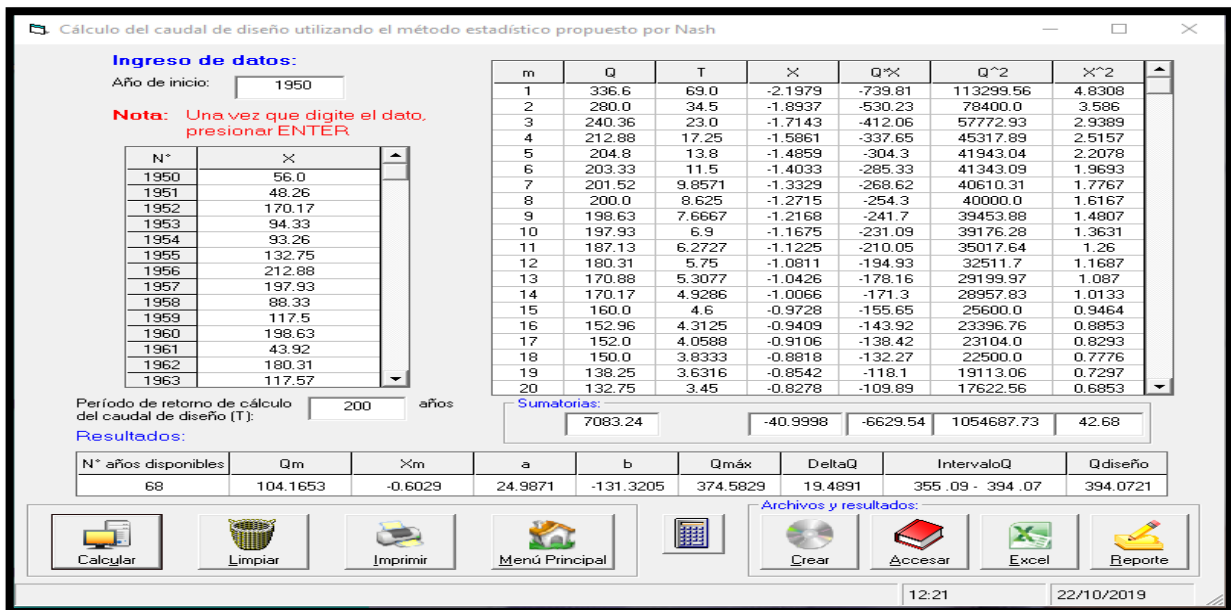 Cálculo del caudal de diseño utilizando el método estadístico propuesto por Nash
Ingreso de datos:
Año de inicio: 1950
Nota: Una vez que digite el dato,
presionar ENTER
N° X
1950 56.0
1951 48.26
1952 170.17
1953 94.33
1954 93.26
1955 132.75
1956 212.88
1957 197.93
1958 88.33
1959 117.5
1960 198.63
1961 43.92
1962 180.31
1963 117.57
m Q T X Q*X Q^2 X^2
1 336.6 69.0 -2.1979 -739.81 113299.56 4.8308
2 280.0 34.5 -1.8937 -530.23 78400.0 3.586
3 240.36 23.0 -1.7143 -412.06 57772.93 2.9389
4 212.88 17.25 -1.5861 -337.65 45317.89 2.5157
5 204.8 13.8 -1.4859 -304.3 41943.04 2.2078
6 203.33 11.5 -1.4033 -285.33 41343.09 1.9693
7 201.52 9.8571 -1.3329 -268.62 40610.31 1.7767
8 200.0 8.625 -1.2715 -254.3 40000.0 1.6167
9 198.63 7.6667 -1.2168 -241.7 39453.88 1.4807
10 197.93 6.9 -1.1675 -231.09 39176.28 1.3631
11 187.13 6.2727 -1.1225 -210.05 35017.64 1.26
12 180.31 5.75 -1.0811 -194.93 32511.7 1.1687
13 170.88 5.3077 -1.0426 -178.16 29199.97 1.087
14 170.17 4.9286 -1.0066 -171.3 28957.83 1.0133
15 160.0 4.6 -0.9728 -155.65 25600.0 0.9464
16 152.96 4.3125 -0.9409 -143.92 23396.76 0.8853
17 152.0 4.0588 -0.9106 -138.42 23104.0 0.8293
18 150.0 3.8333 -0.8818 -132.27 22500.0 0.7776
19 138.25 3.6316 -0.8542 -118.1 19113.06 0.7297
20 132.75 3.45 -0.8278 -109.89 17622.56 0.6853
Período de retorno de cálculo
del caudal de diseño (T): 200 años
Sumatorias:
7083.24 -40.9998 -6629.54 1054687.73 42.68
Resultados:
N° años disponibles Qm Xm a b Qmáx DeltaQ IntervaloQ Qdiseño
68 104.1653 -0.6029 24.9871 -131.3205 374.5829 19.4891 355 .09 - 394 .07 394.0721
Archivos y resultados:
Calcular Limpiar Imprimir Menú Principal Crear Accesar Excel Reporte
12:21 22/10/2019